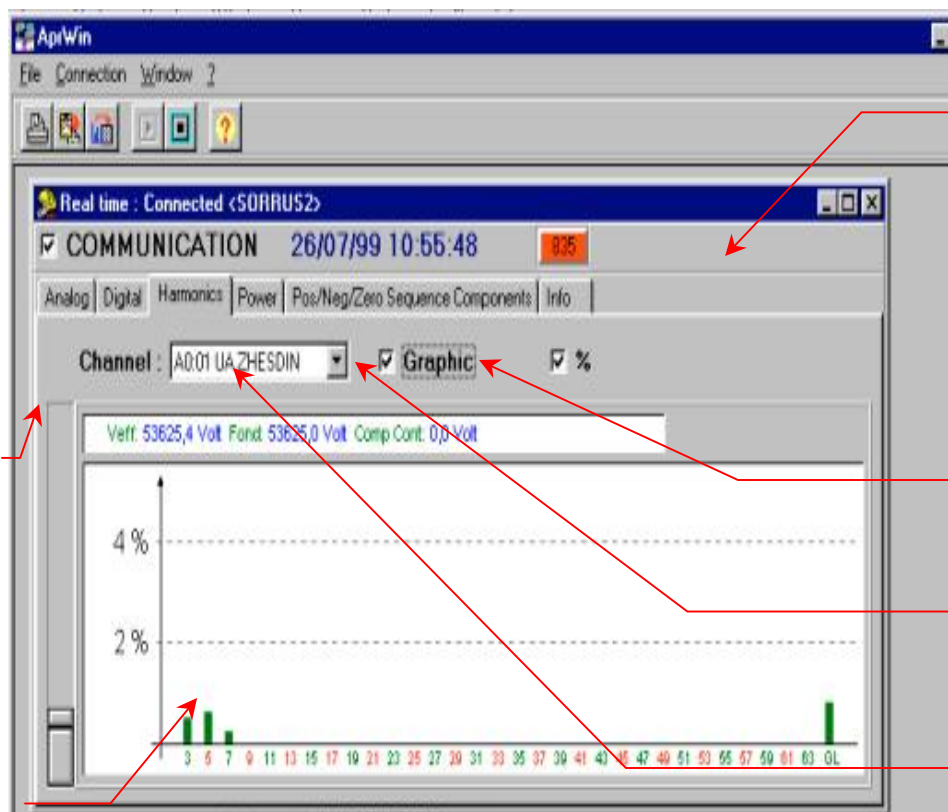 AprWin
File Connection Window ?
Real time : Connected <SORRUS2>
COMMUNICATION 26/07/99 10:55:48 835
Analog Digital Harmonics Power Pos/Neg/Zero Sequence Components Info
Channel : A0:01 UA ZHESDIN Graphic %
Veff: 53625,4 Volt Fond: 53625,0 Volt Comp Cont: 0,0 Volt
4 %
2 %
3 5 7 9 11 13 15 17 19 21 23 25 27 29 31 33 35 37 39 41 43 45 47 49 51 53 55 57 59 61 63 GL